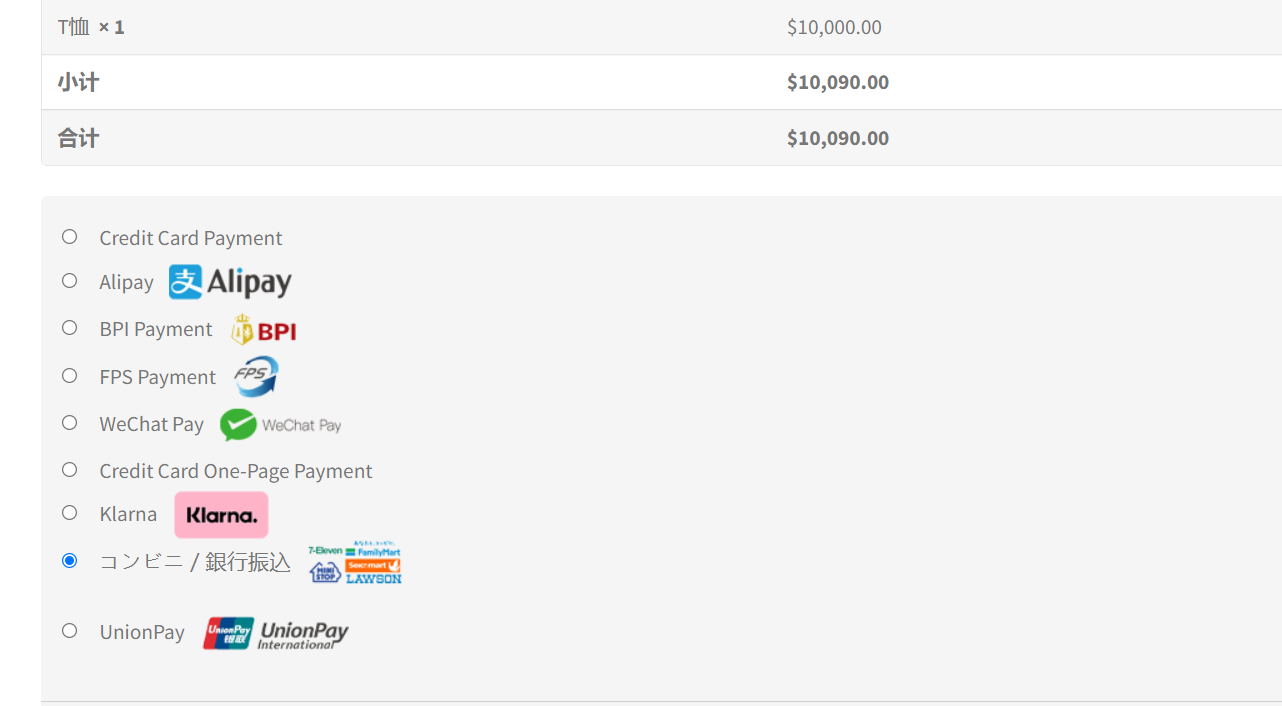 T恤 × 1 $10,000.00
小计 $10,090.00
合计 $10,090.00
Credit Card Payment
Alipay 支 Alipay
BPI Payment BPI
FPS Payment FPS
WeChat Pay WeChat Pay
Credit Card One-Page Payment
Klarna Klarna.
コンビニ / 銀行振込 7-Eleven FamilyMart
MINI STOP Seicomart LAWSON
UnionPay UnionPay 银联 UnionPay
International